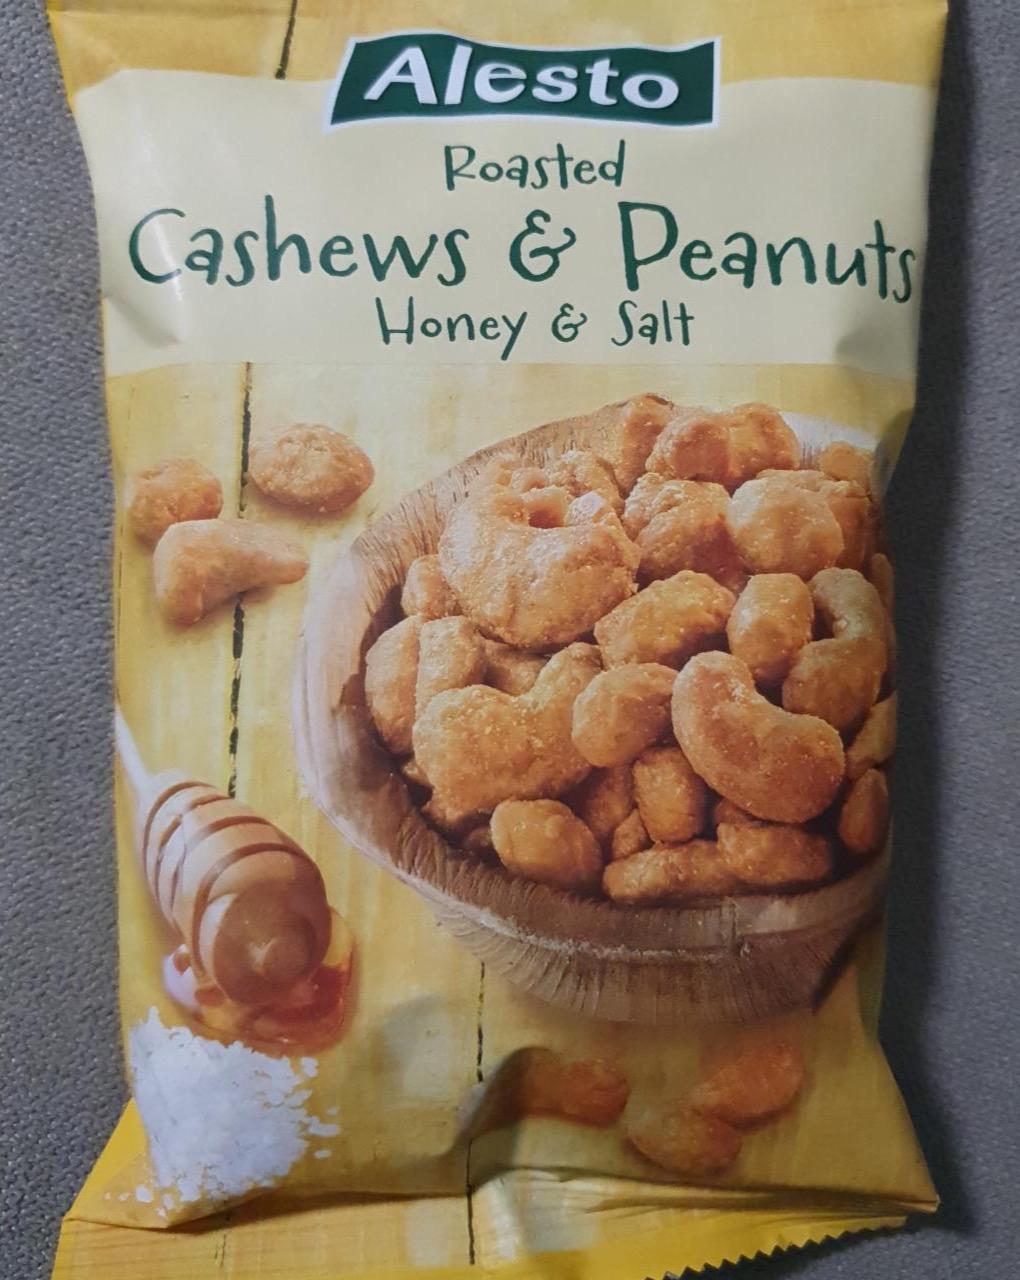 Alesto
Roasted
Cashews & Peanuts
Honey & Salt